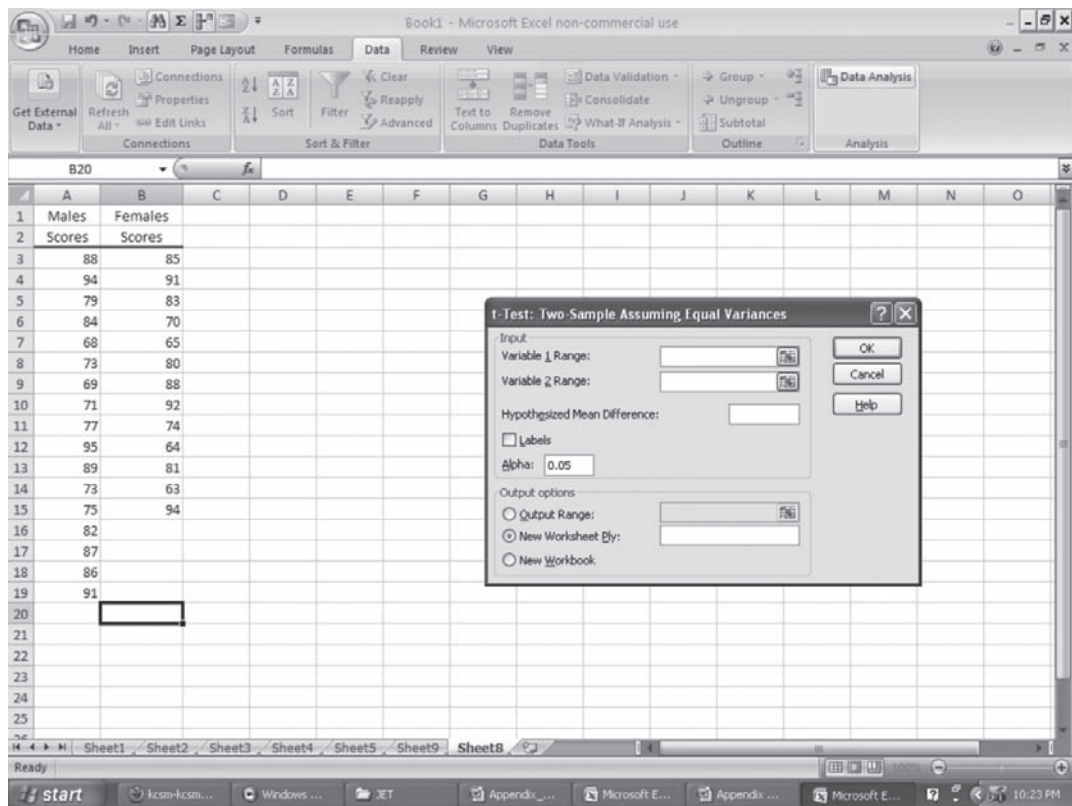 Book1 - Microsoft Excel non-commercial use
Home Insert Page Layout Formulas Data Review View
Get External Data
Refresh All
Connections
Properties
Edit Links
Connections
Sort
Filter
Clear
Reapply
Advanced
Sort & Filter
Text to Columns
Remove Duplicates
Data Validation
Consolidate
What-If Analysis
Data Tools
Group
Ungroup
Subtotal
Outline
Data Analysis
Analysis
B20 fx
A B C D E F G H I J K L M N O
1 Males Females
2 Scores Scores
3 88 85
4 94 91
5 79 83
6 84 70
7 68 65
8 73 80
9 69 88
10 71 92
11 77 74
12 95 64
13 89 81
14 73 63
15 75 94
16 82
17 87
18 86
19 91
20
21
22
23
24
25
t-Test: Two-Sample Assuming Equal Variances
Input
Variable 1 Range:
Variable 2 Range:
Hypothesized Mean Difference:
Labels
Alpha: 0.05
Output options
Output Range:
New Worksheet Ply:
New Workbook
OK
Cancel
Help
Sheet1 Sheet2 Sheet3 Sheet4 Sheet5 Sheet9 Sheet8
Ready 100%
start kcsm-kcsm... Windows ... JET Appendix_... Microsoft E... Appendix ... Microsoft E... 10:23 PM